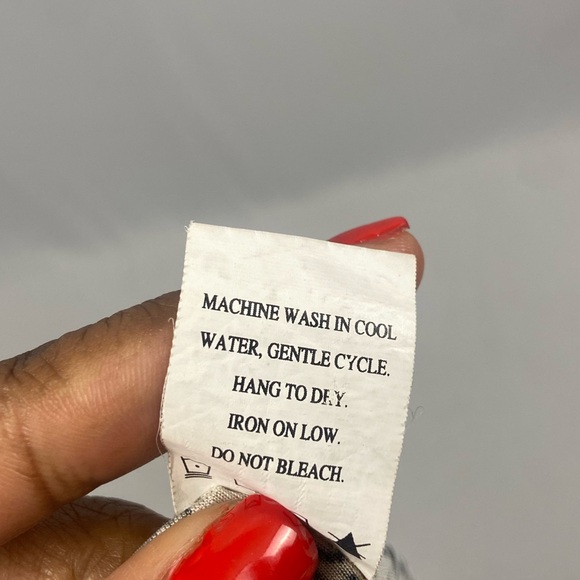 MACHINE WASH IN COOL
WATER, GENTLE CYCLE.
HANG TO DRY.
IRON ON LOW.
DO NOT BLEACH.